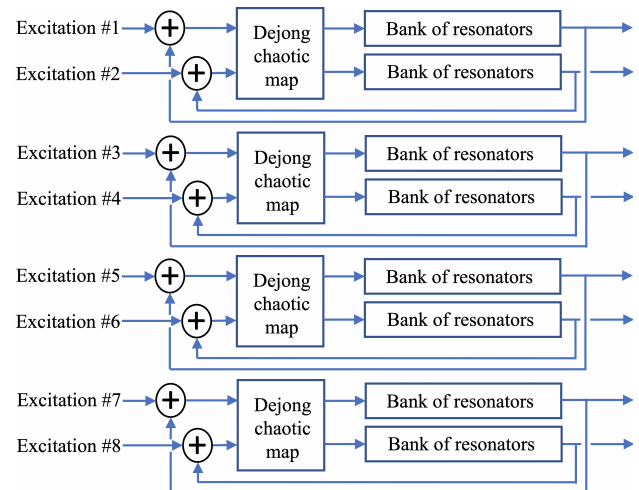 Excitation #1
+
Dejong
chaotic
map
Bank of resonators
Excitation #2
+
Bank of resonators
Excitation #3
+
Dejong
chaotic
map
Bank of resonators
Excitation #4
+
Bank of resonators
Excitation #5
+
Dejong
chaotic
map
Bank of resonators
Excitation #6
+
Bank of resonators
Excitation #7
+
Dejong
chaotic
map
Bank of resonators
Excitation #8
+
Bank of resonators